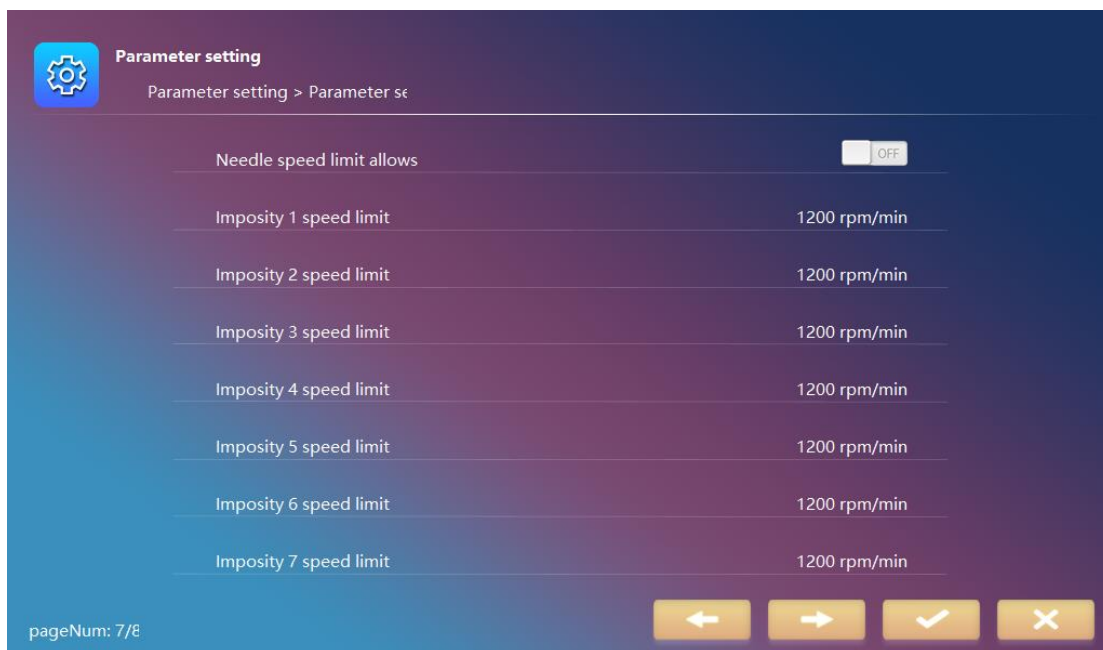 Parameter setting
Parameter setting > Parameter se
Needle speed limit allows OFF
Imposity 1 speed limit 1200 rpm/min
Imposity 2 speed limit 1200 rpm/min
Imposity 3 speed limit 1200 rpm/min
Imposity 4 speed limit 1200 rpm/min
Imposity 5 speed limit 1200 rpm/min
Imposity 6 speed limit 1200 rpm/min
Imposity 7 speed limit 1200 rpm/min
pageNum: 7/8